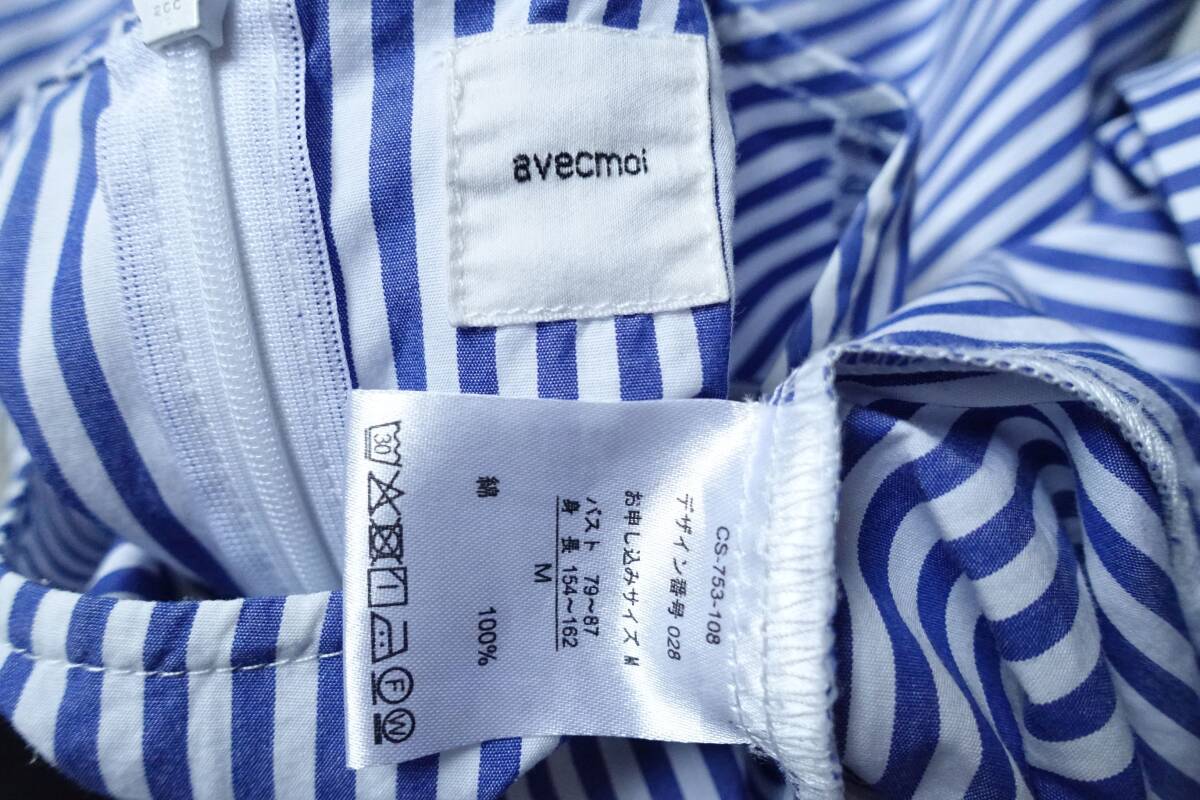 2CC
avecmoi
CS-753-108
デザイン番号 028
お申し込みサイズ M
バスト 79～87
身長 154～162
M
綿 100%
30
F
W